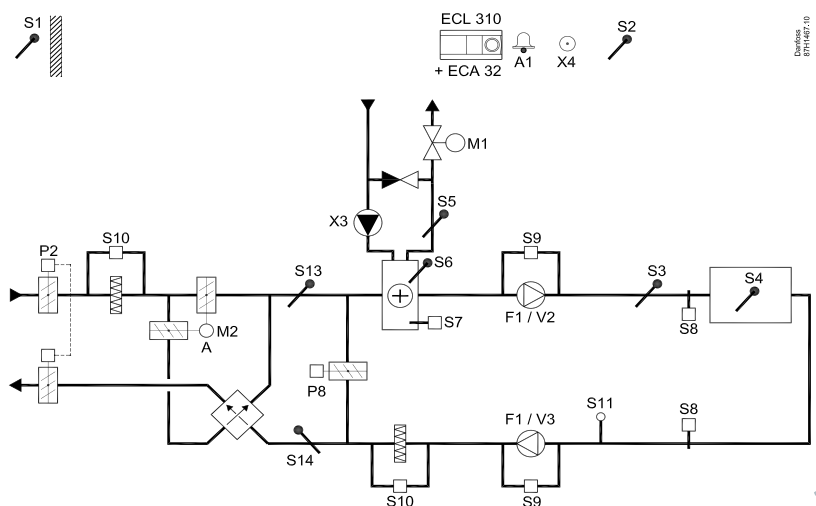 S1
ECL 310
+ ECA 32
A1
X4
S2
Danfoss
87H1467.10
M1
X3
S5
P2
S10
S13
S6
S9
S3
S4
M2
A
S7
F1 / V2
S8
P8
S14
S10
F1 / V3
S9
S11
S8